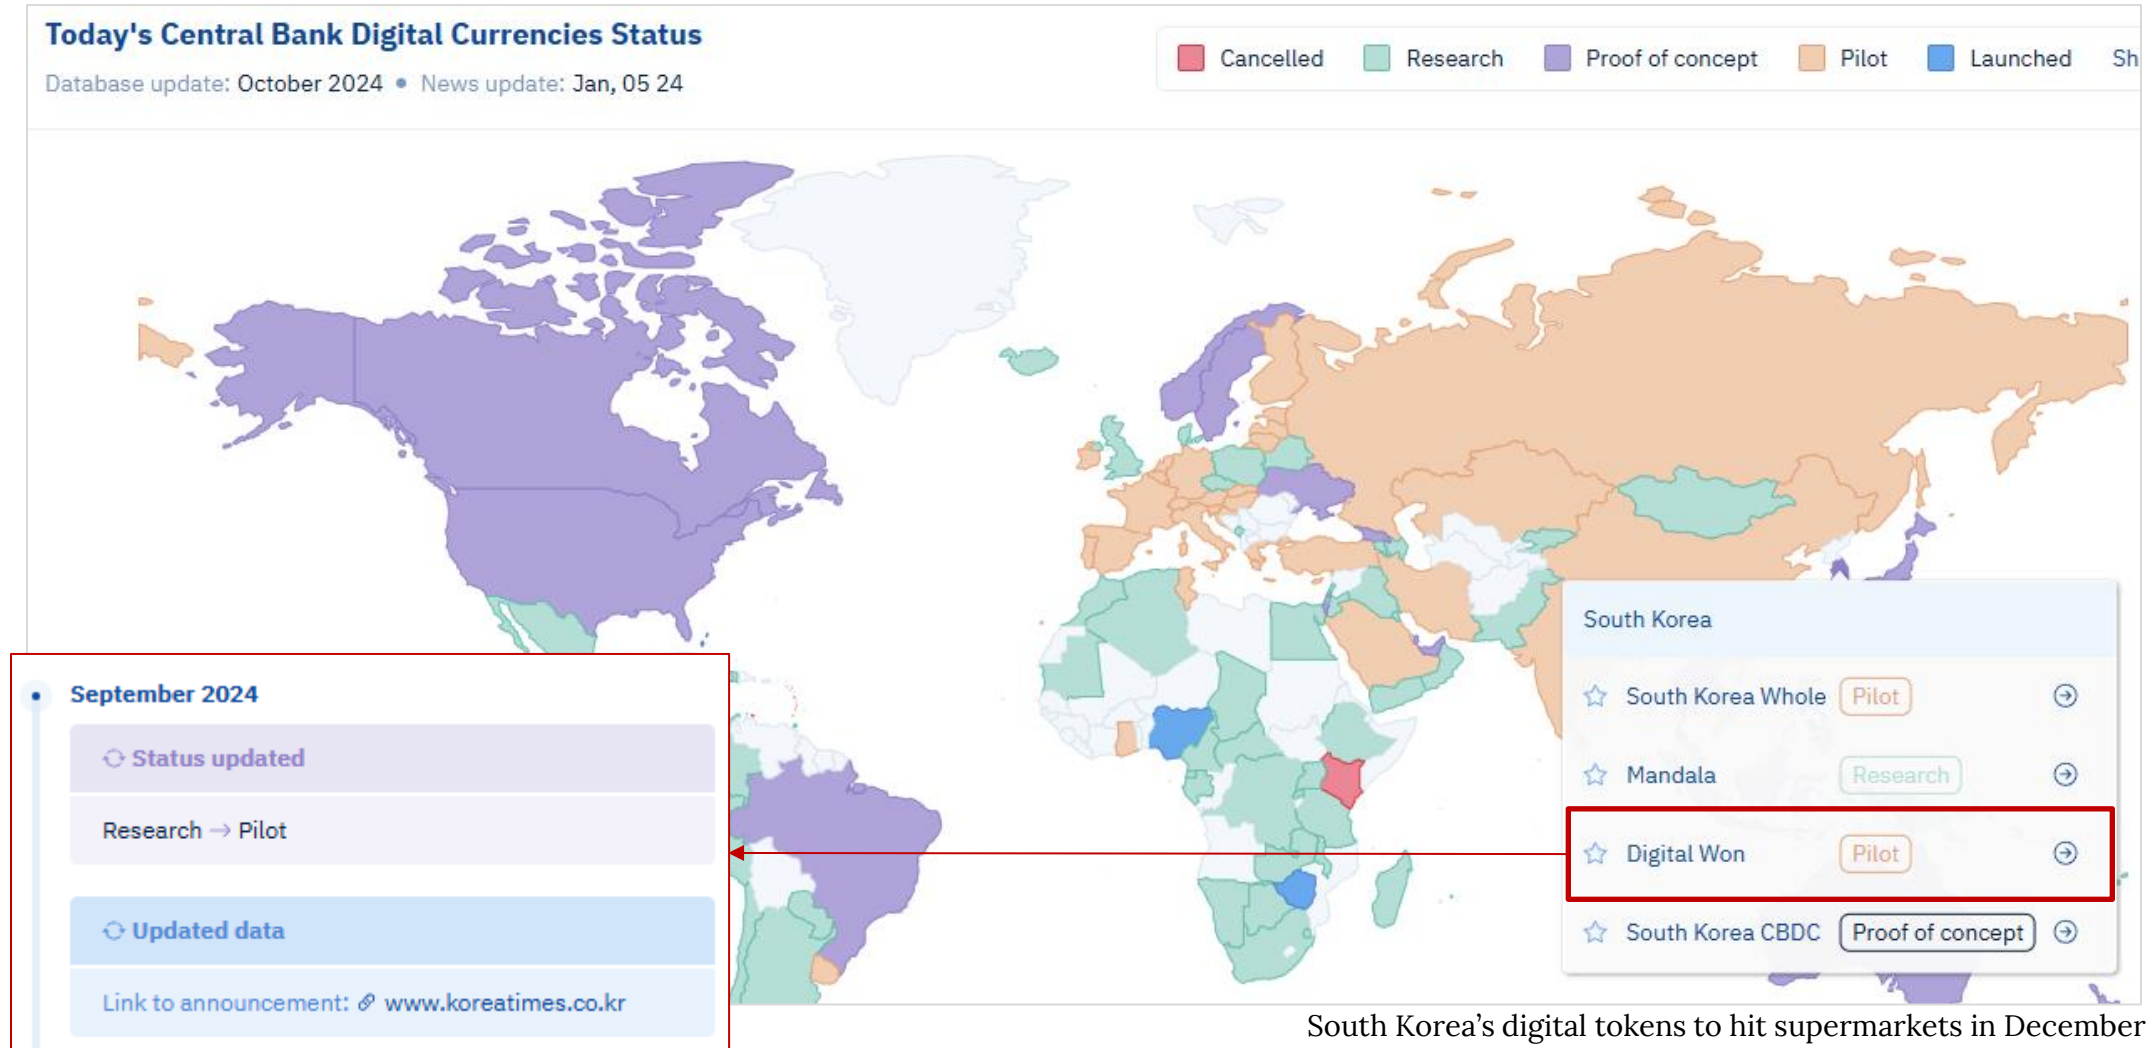 Today's Central Bank Digital Currencies Status
Database update: October 2024 • News update: Jan, 05 24
Cancelled Research Proof of concept Pilot Launched Sh
South Korea
South Korea Whole Pilot
Mandala Research
Digital Won Pilot
South Korea CBDC Proof of concept
September 2024
Status updated
Research → Pilot
Updated data
Link to announcement: www.koreatimes.co.kr
South Korea’s digital tokens to hit supermarkets in December